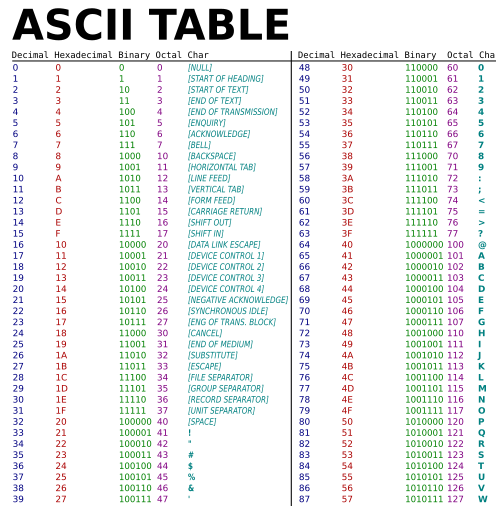 ASCII TABLE
Decimal Hexadecimal Binary Octal Char
0 0 0 0 [NULL]
1 1 1 1 [START OF HEADING]
2 2 10 2 [START OF TEXT]
3 3 11 3 [END OF TEXT]
4 4 100 4 [END OF TRANSMISSION]
5 5 101 5 [ENQUIRY]
6 6 110 6 [ACKNOWLEDGE]
7 7 111 7 [BELL]
8 8 1000 10 [BACKSPACE]
9 9 1001 11 [HORIZONTAL TAB]
10 A 1010 12 [LINE FEED]
11 B 1011 13 [VERTICAL TAB]
12 C 1100 14 [FORM FEED]
13 D 1101 15 [CARRIAGE RETURN]
14 E 1110 16 [SHIFT OUT]
15 F 1111 17 [SHIFT IN]
16 10 10000 20 [DATA LINK ESCAPE]
17 11 10001 21 [DEVICE CONTROL 1]
18 12 10010 22 [DEVICE CONTROL 2]
19 13 10011 23 [DEVICE CONTROL 3]
20 14 10100 24 [DEVICE CONTROL 4]
21 15 10101 25 [NEGATIVE ACKNOWLEDGE]
22 16 10110 26 [SYNCHRONOUS IDLE]
23 17 10111 27 [ENG OF TRANS. BLOCK]
24 18 11000 30 [CANCEL]
25 19 11001 31 [END OF MEDIUM]
26 1A 11010 32 [SUBSTITUTE]
27 1B 11011 33 [ESCAPE]
28 1C 11100 34 [FILE SEPARATOR]
29 1D 11101 35 [GROUP SEPARATOR]
30 1E 11110 36 [RECORD SEPARATOR]
31 1F 11111 37 [UNIT SEPARATOR]
32 20 100000 40 [SPACE]
33 21 100001 41 !
34 22 100010 42 "
35 23 100011 43 #
36 24 100100 44 $
37 25 100101 45 %
38 26 100110 46 &
39 27 100111 47 '
Decimal Hexadecimal Binary Octal Cha
48 30 110000 60 0
49 31 110001 61 1
50 32 110010 62 2
51 33 110011 63 3
52 34 110100 64 4
53 35 110101 65 5
54 36 110110 66 6
55 37 110111 67 7
56 38 111000 70 8
57 39 111001 71 9
58 3A 111010 72 :
59 3B 111011 73 ;
60 3C 111100 74 <
61 3D 111101 75 =
62 3E 111110 76 >
63 3F 111111 77 ?
64 40 1000000 100 @
65 41 1000001 101 A
66 42 1000010 102 B
67 43 1000011 103 C
68 44 1000100 104 D
69 45 1000101 105 E
70 46 1000110 106 F
71 47 1000111 107 G
72 48 1001000 110 H
73 49 1001001 111 I
74 4A 1001010 112 J
75 4B 1001011 113 K
76 4C 1001100 114 L
77 4D 1001101 115 M
78 4E 1001110 116 N
79 4F 1001111 117 O
80 50 1010000 120 P
81 51 1010001 121 Q
82 52 1010010 122 R
83 53 1010011 123 S
84 54 1010100 124 T
85 55 1010101 125 U
86 56 1010110 126 V
87 57 1010111 127 W